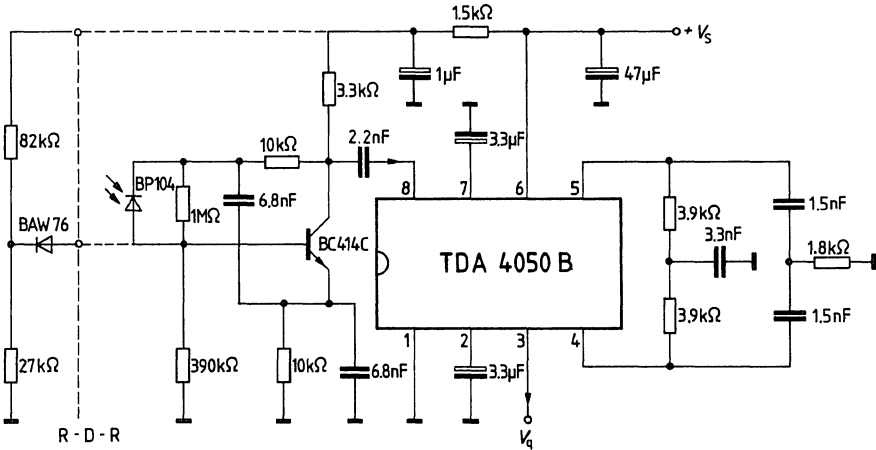 1.5kΩ
+ Vs
3.3kΩ
1µF
47µF
82kΩ
10kΩ
2.2nF
3.3µF
BP104
1MΩ
6.8nF
8
7
6
5
3.9kΩ
1.5nF
BAW 76
BC414C
TDA 4050 B
3.3nF
1.8kΩ
3.9kΩ
1.5nF
27kΩ
390kΩ
10kΩ
6.8nF
1
2
3
4
3.3µF
R - D - R
Vq